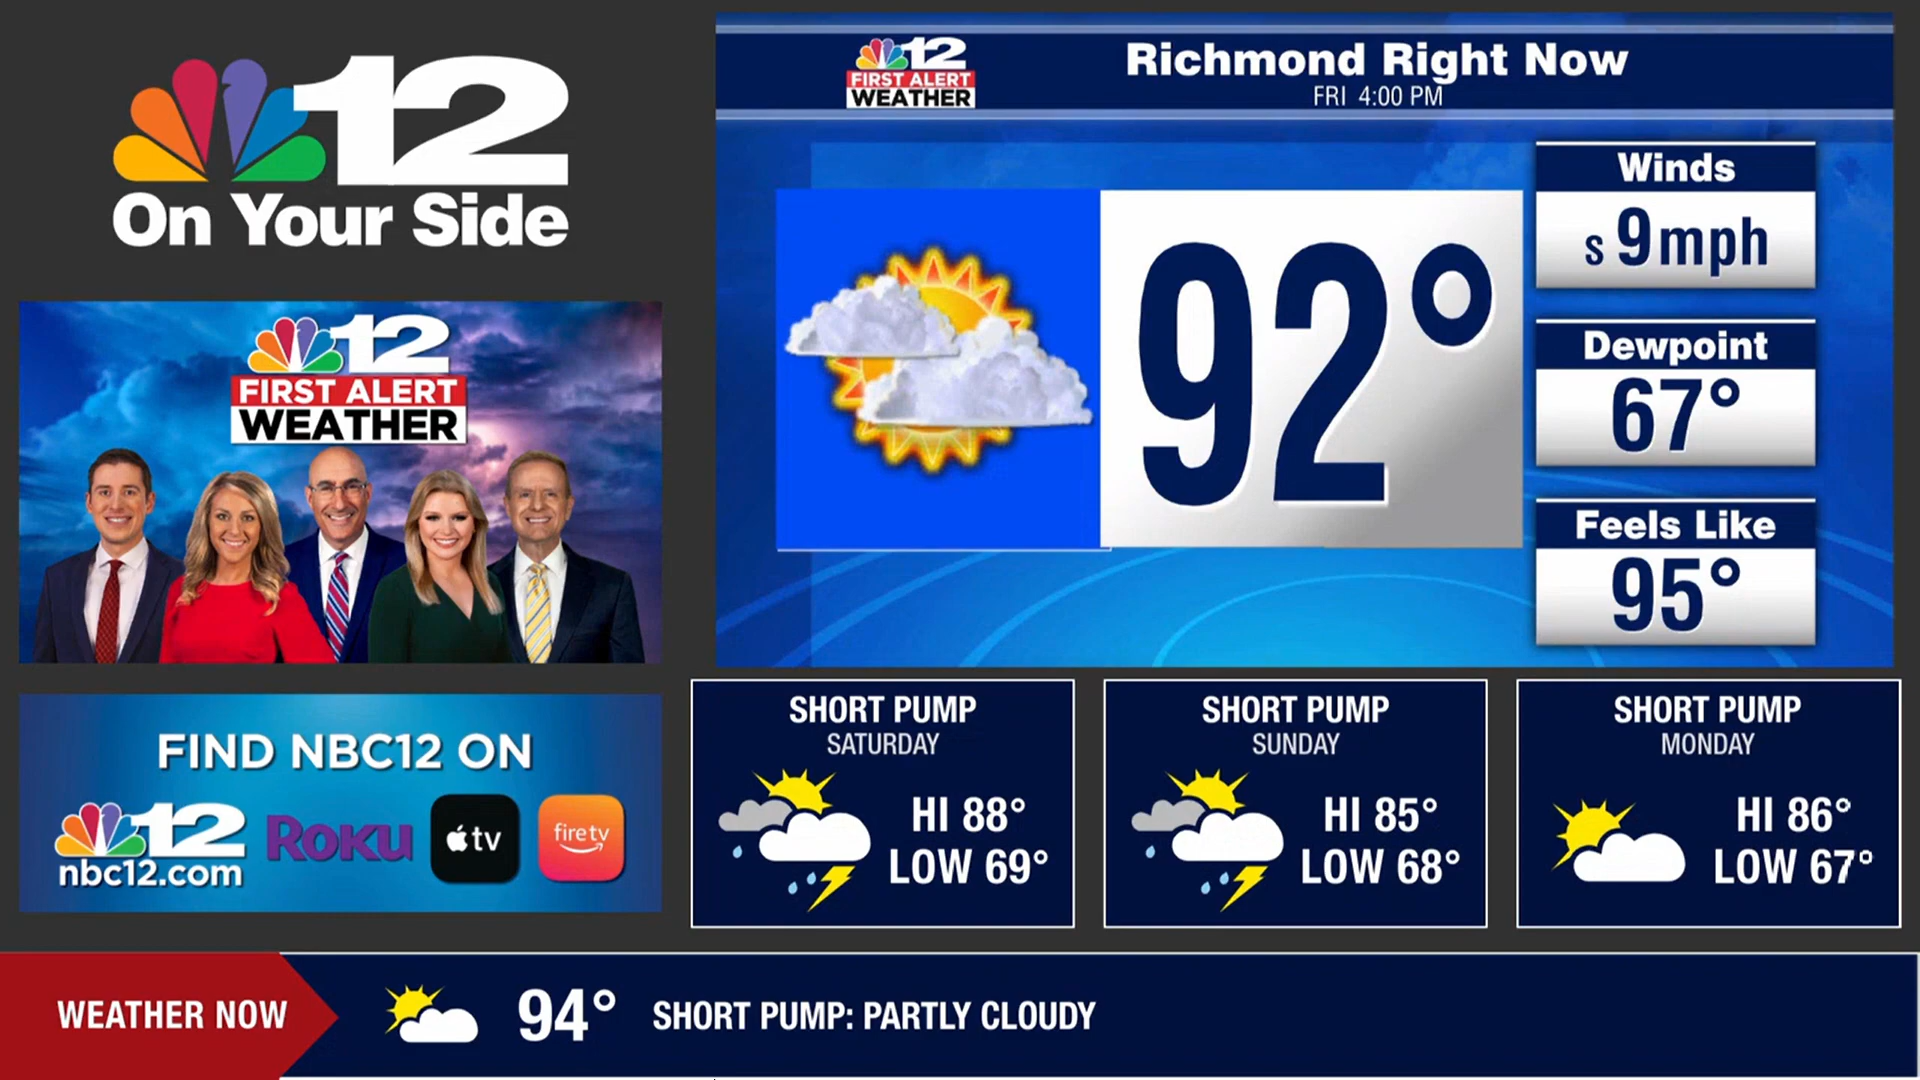 12
On Your Side
12
FIRST ALERT
WEATHER
FIND NBC12 ON
12
nbc12.com
ROKU
tv
fire tv
12
FIRST ALERT
WEATHER
Richmond Right Now
FRI 4:00 PM
92°
Winds
S 9 mph
Dewpoint
67°
Feels Like
95°
SHORT PUMP
SATURDAY
HI 88°
LOW 69°
SHORT PUMP
SUNDAY
HI 85°
LOW 68°
SHORT PUMP
MONDAY
HI 86°
LOW 67°
WEATHER NOW
94°
SHORT PUMP: PARTLY CLOUDY